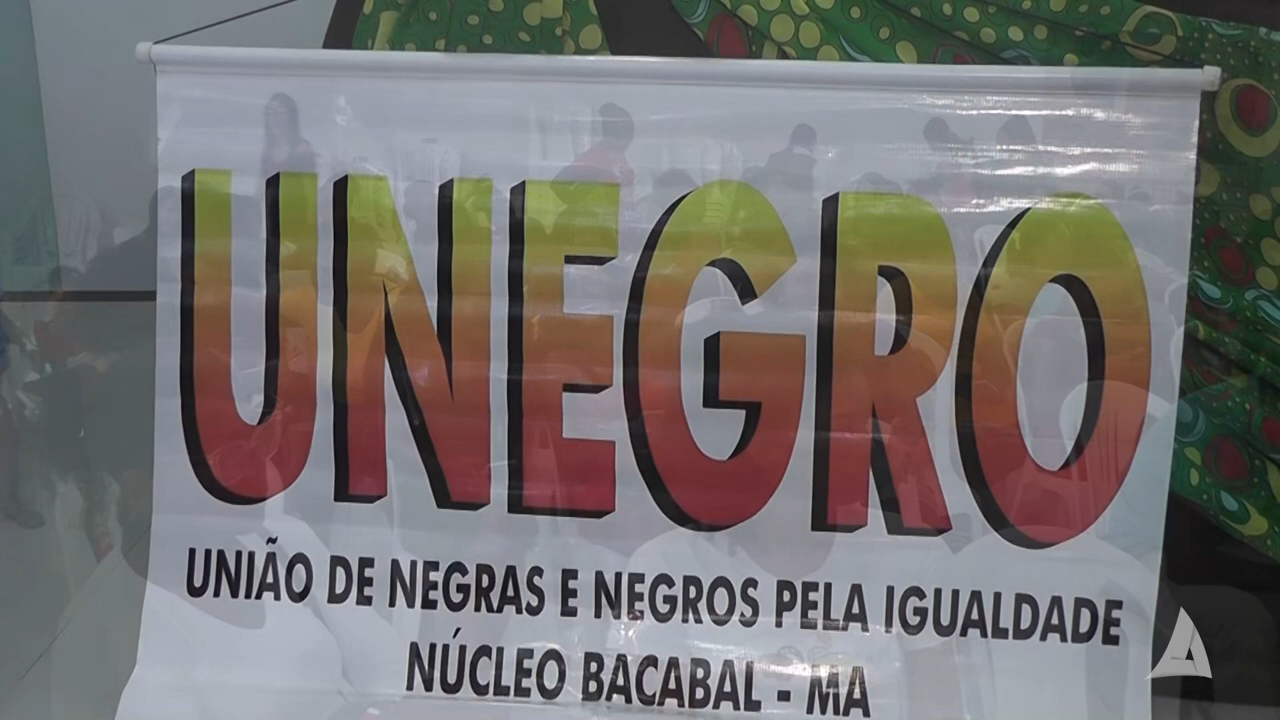 UNEGRO
UNIÃO DE NEGRAS E NEGROS PELA IGUALDADE
NÚCLEO BACABAL - MA